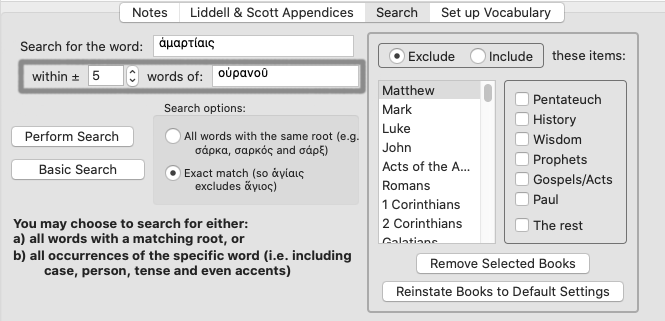 Notes Liddell & Scott Appendices Search Set up Vocabulary
Search for the word: ἁμαρτίαις
within ± 5 words of: οὐρανοῦ
Search options:
Perform Search
Basic Search
All words with the same root (e.g.
σάρκα, σαρκός and σάρξ)
Exact match (so ἁγίαις
excludes ἅγιος)
You may choose to search for either:
a) all words with a matching root, or
b) all occurrences of the specific word (i.e. including
case, person, tense and even accents)
Exclude Include these items:
Matthew
Mark
Luke
John
Acts of the A...
Romans
1 Corinthians
2 Corinthians
Galatians
Pentateuch
History
Wisdom
Prophets
Gospels/Acts
Paul
The rest
Remove Selected Books
Reinstate Books to Default Settings